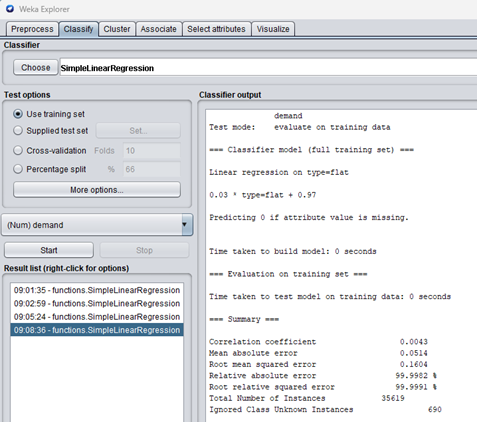 Weka Explorer
Preprocess Classify Cluster Associate Select attributes Visualize
Classifier
Choose SimpleLinearRegression
Test options
Use training set
Supplied test set Set...
Cross-validation Folds 10
Percentage split % 66
More options...
(Num) demand
Start Stop
Result list (right-click for options)
09:01:35 - functions.SimpleLinearRegression
09:02:59 - functions.SimpleLinearRegression
09:05:24 - functions.SimpleLinearRegression
09:08:36 - functions.SimpleLinearRegression
Classifier output
demand
Test mode: evaluate on training data
=== Classifier model (full training set) ===
Linear regression on type=flat
0.03 * type=flat + 0.97
Predicting 0 if attribute value is missing.
Time taken to build model: 0 seconds
=== Evaluation on training set ===
Time taken to test model on training data: 0 seconds
=== Summary ===
Correlation coefficient 0.0043
Mean absolute error 0.0514
Root mean squared error 0.1604
Relative absolute error 99.9982 %
Root relative squared error 99.9991 %
Total Number of Instances 35619
Ignored Class Unknown Instances 690